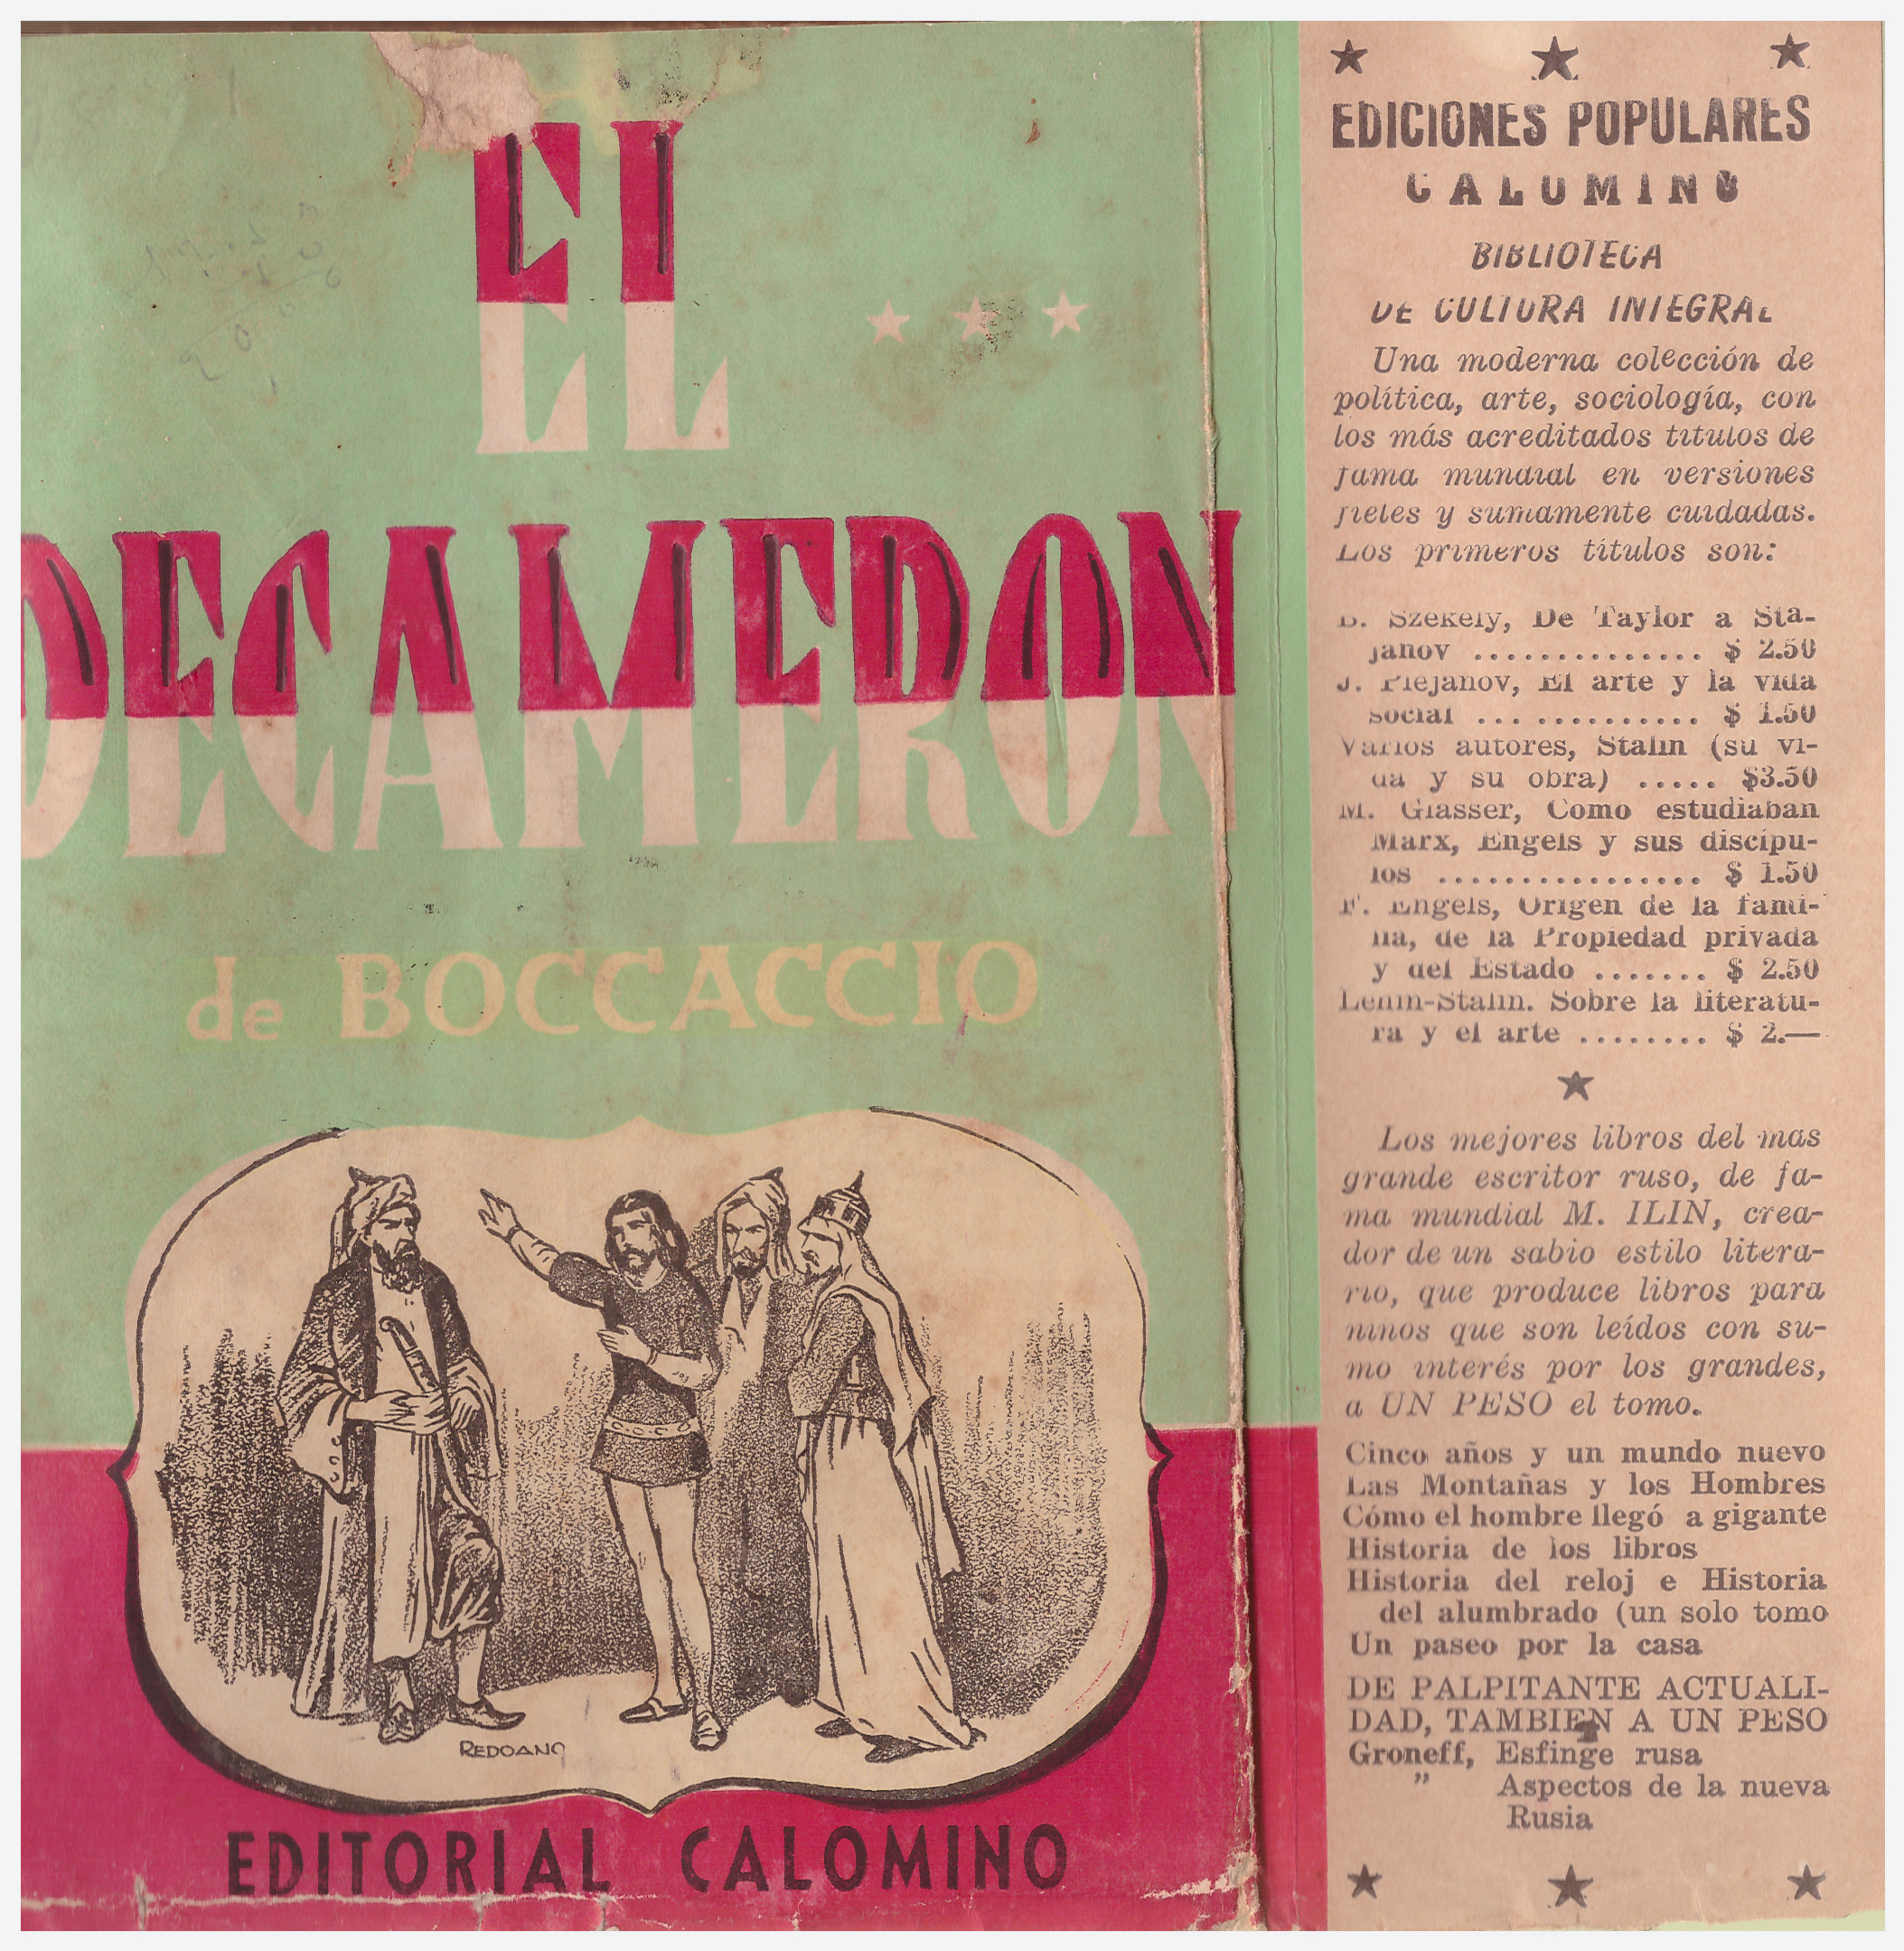 EL
DECAMERON
de BOCCACCIO
REDOANO
EDITORIAL CALOMINO
EDICIONES POPULARES
CALOMINO
BIBLIOTECA
DE CULTURA INTEGRAL
Una moderna colección de
política, arte, sociología, con
los más acreditados titulos de
fama mundial en versiones
fieles y sumamente cuidadas.
Los primeros títulos son:
B. Szekely, De Taylor a Sta-
janov .............. $ 2.50
J. Plejanov, El arte y la vida
social ... .......... $ 1.50
Varios autores, Stalin (su vi-
da y su obra) ..... $3.50
M. Glasser, Como estudiaban
Marx, Engels y sus discípu-
los ................ $ 1.50
F. Engels, Origen de la fami-
lia, de la Propiedad privada
y del Estado ....... $ 2.50
Lenin-Stalin. Sobre la literatu-
ra y el arte ........ $ 2.—
Los mejores libros del mas
grande escritor ruso, de fa-
ma mundial M. ILIN, crea-
dor de un sabio estilo litera-
rio, que produce libros para
ninos que son leídos con su-
mo interés por los grandes,
a UN PESO el tomo.
Cinco años y un mundo nuevo
Las Montañas y los Hombres
Cómo el hombre llegó a gigante
Historia de los libros
Historia del reloj e Historia
del alumbrado (un solo tomo
Un paseo por la casa
DE PALPITANTE ACTUALI-
DAD, TAMBIEN A UN PESO
Groneff, Esfinge rusa
” Aspectos de la nueva
Rusia